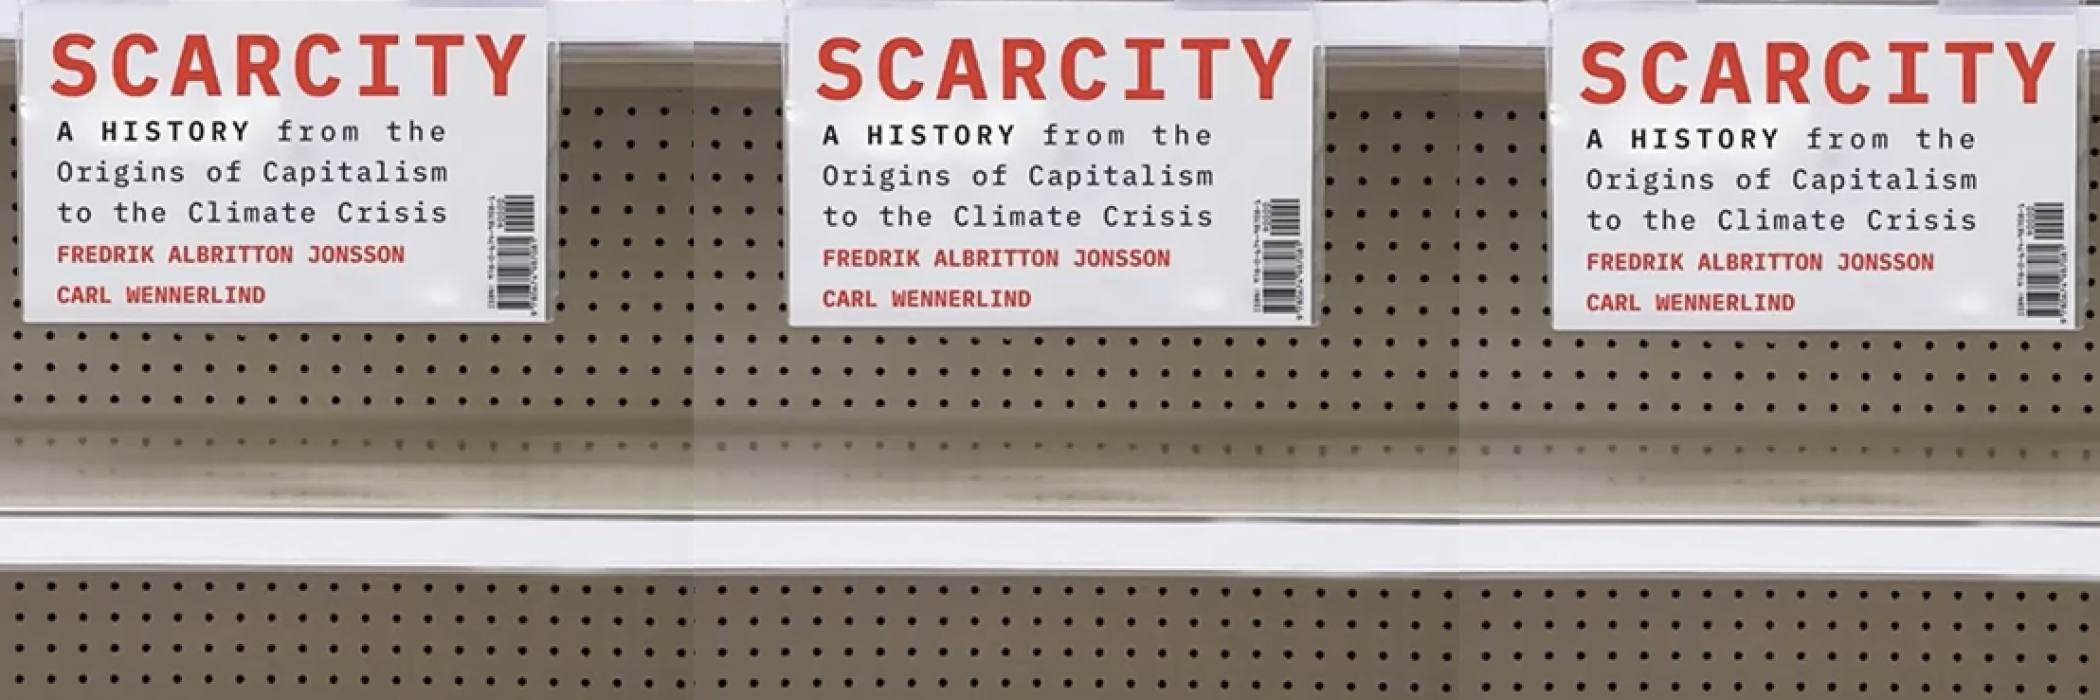 SCARCITY
A HISTORY from the
Origins of Capitalism
to the Climate Crisis
FREDRIK ALBRITTON JONSSON
CARL WENNERLIND
SCARCITY
A HISTORY from the
Origins of Capitalism
to the Climate Crisis
FREDRIK ALBRITTON JONSSON
CARL WENNERLIND
SCARCITY
A HISTORY from the
Origins of Capitalism
to the Climate Crisis
FREDRIK ALBRITTON JONSSON
CARL WENNERLIND